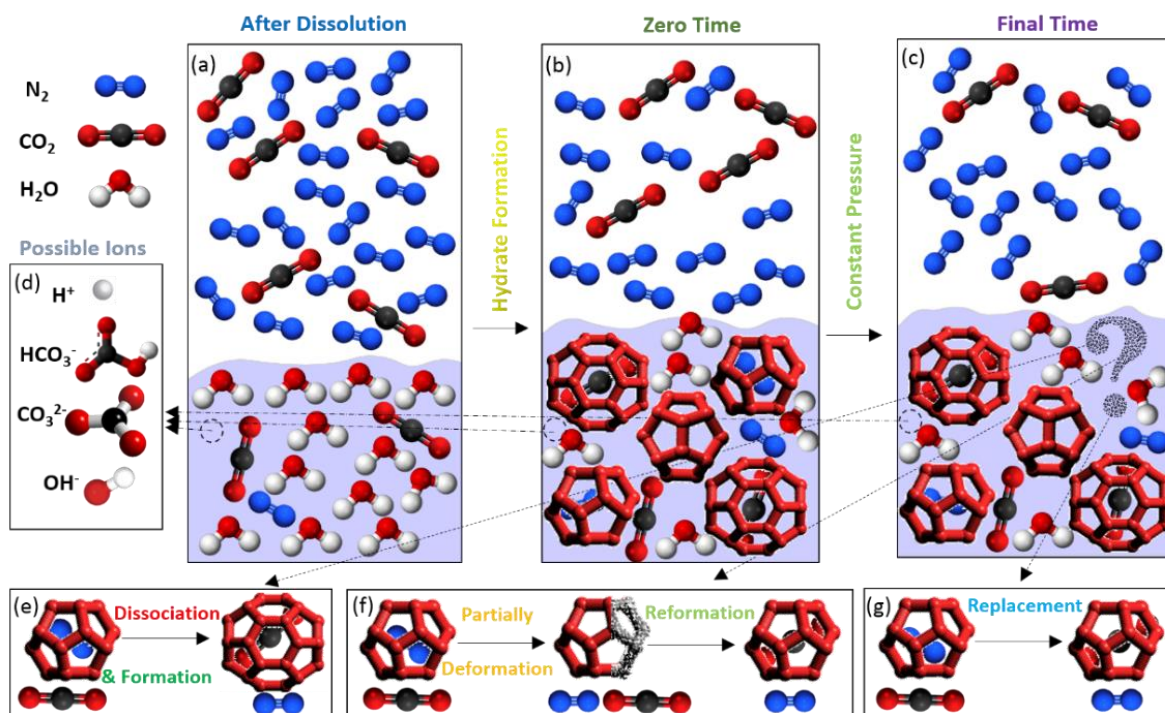 After Dissolution
Zero Time
Final Time
N2
CO2
H2O
Possible Ions
(d)
H+
HCO3-
CO32-
OH-
(a)
Hydrate Formation
(b)
Constant Pressure
(c)
?
(e)
Dissociation
& Formation
(f)
Partially
Deformation
Reformation
(g)
Replacement